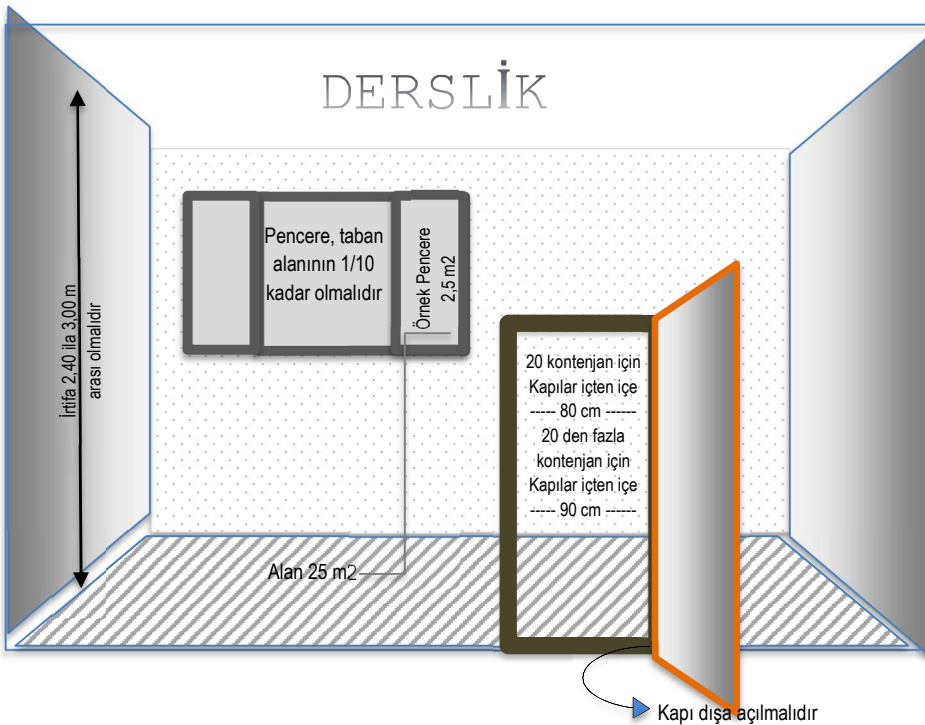 DERSLİK
İrtifa 2,40 ila 3,00 m
arası olmalıdır
Pencere, taban
alanının 1/10
kadar olmalıdır
Örnek Pencere
2,5 m2
20 kontenjan için
Kapılar içten içe
----- 80 cm ------
20 den fazla
kontenjan için
Kapılar içten içe
----- 90 cm ------
Alan 25 m2
Kapı dışa açılmalıdır